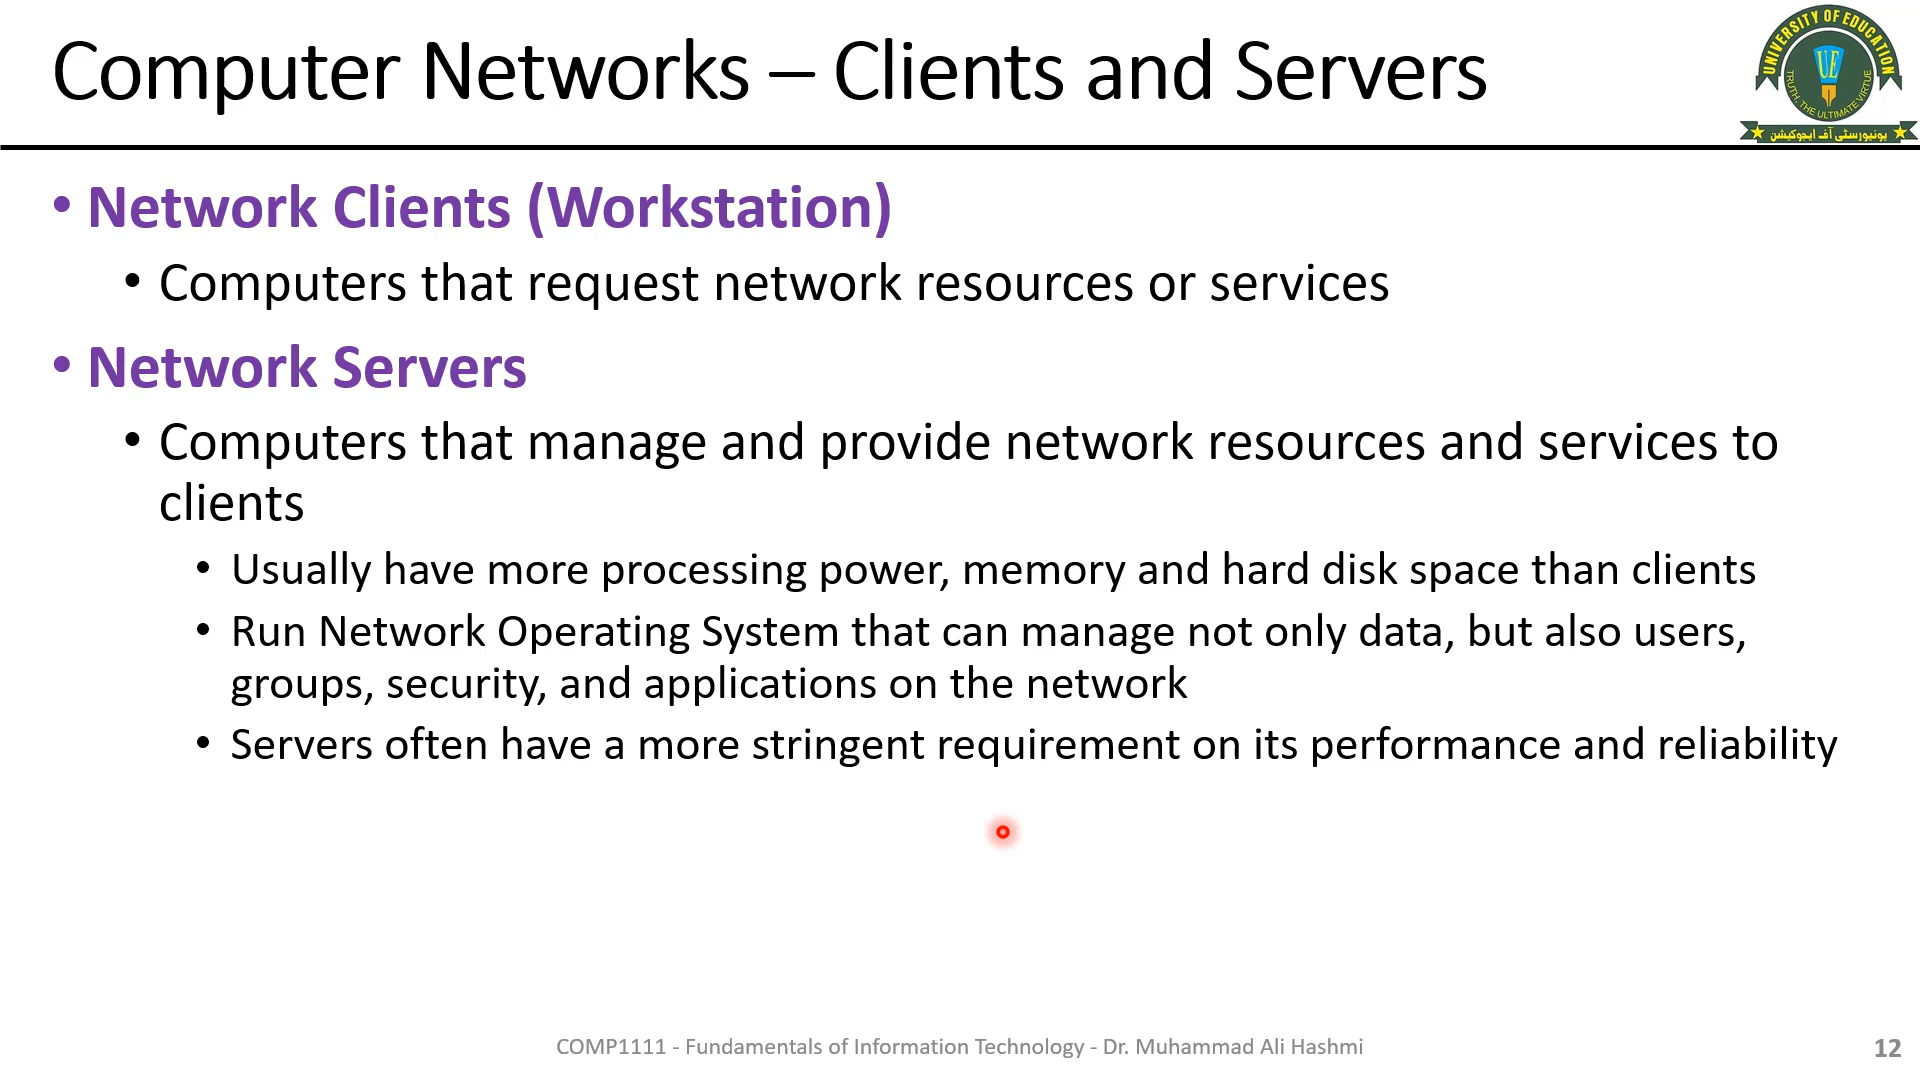 Computer Networks – Clients and Servers
UNIVERSITY OF EDUCATION
UE
TRUTH, THE ULTIMATE VIRTUE
یونیورسٹی آف ایجوکیشن
• Network Clients (Workstation)
• Computers that request network resources or services
• Network Servers
• Computers that manage and provide network resources and services to
clients
• Usually have more processing power, memory and hard disk space than clients
• Run Network Operating System that can manage not only data, but also users,
groups, security, and applications on the network
• Servers often have a more stringent requirement on its performance and reliability
COMP1111 - Fundamentals of Information Technology - Dr. Muhammad Ali Hashmi
12